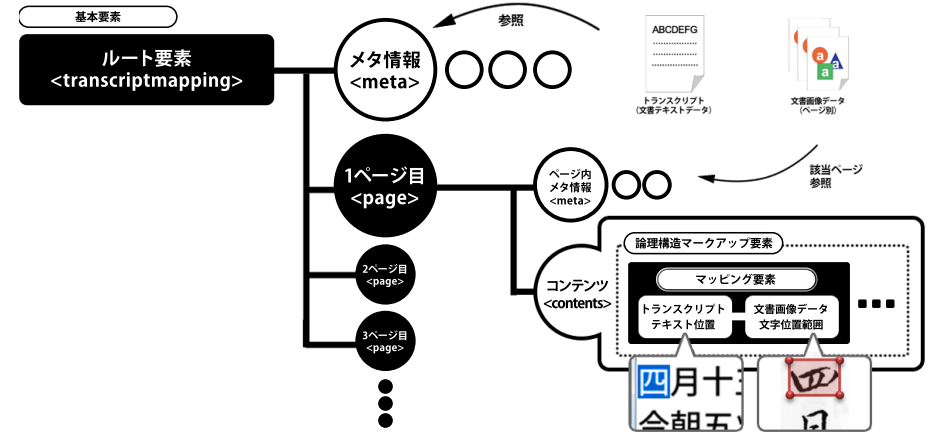 基本要素
ルート要素
<transcriptmapping>
メタ情報
<meta>
参照
ABCDEFG
トランスクリプト
(文書テキストデータ)
a
a
文書画像データ
(ページ別)
1ページ目
<page>
ページ内
メタ情報
<meta>
該当ページ
参照
2ページ目
<page>
3ページ目
<page>
コンテンツ
<contents>
論理構造マークアップ要素
マッピング要素
トランスクリプト
テキスト位置
文書画像データ
文字位置範囲
四月十五
今朝五
四
月